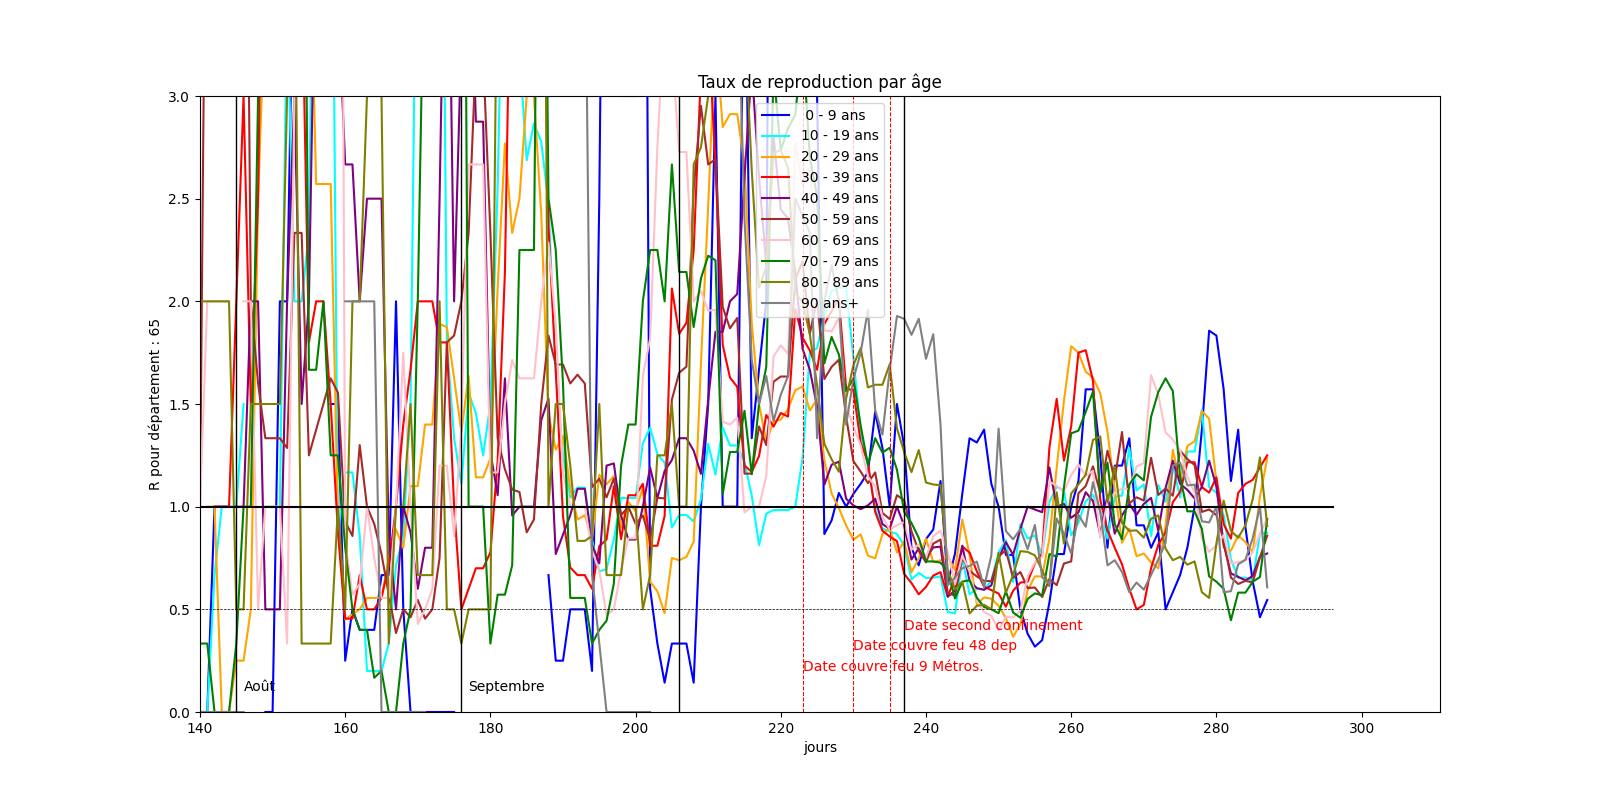 Taux de reproduction par âge
R pour département : 65
3.0
2.5
2.0
1.5
1.0
0.5
0.0
0 - 9 ans
10 - 19 ans
20 - 29 ans
30 - 39 ans
40 - 49 ans
50 - 59 ans
60 - 69 ans
70 - 79 ans
80 - 89 ans
90 ans+
Date second confinement
Date couvre feu 48 dep
Date couvre feu 9 Métros.
Août
Septembre
140 160 180 200 220 240 260 280 300
jours